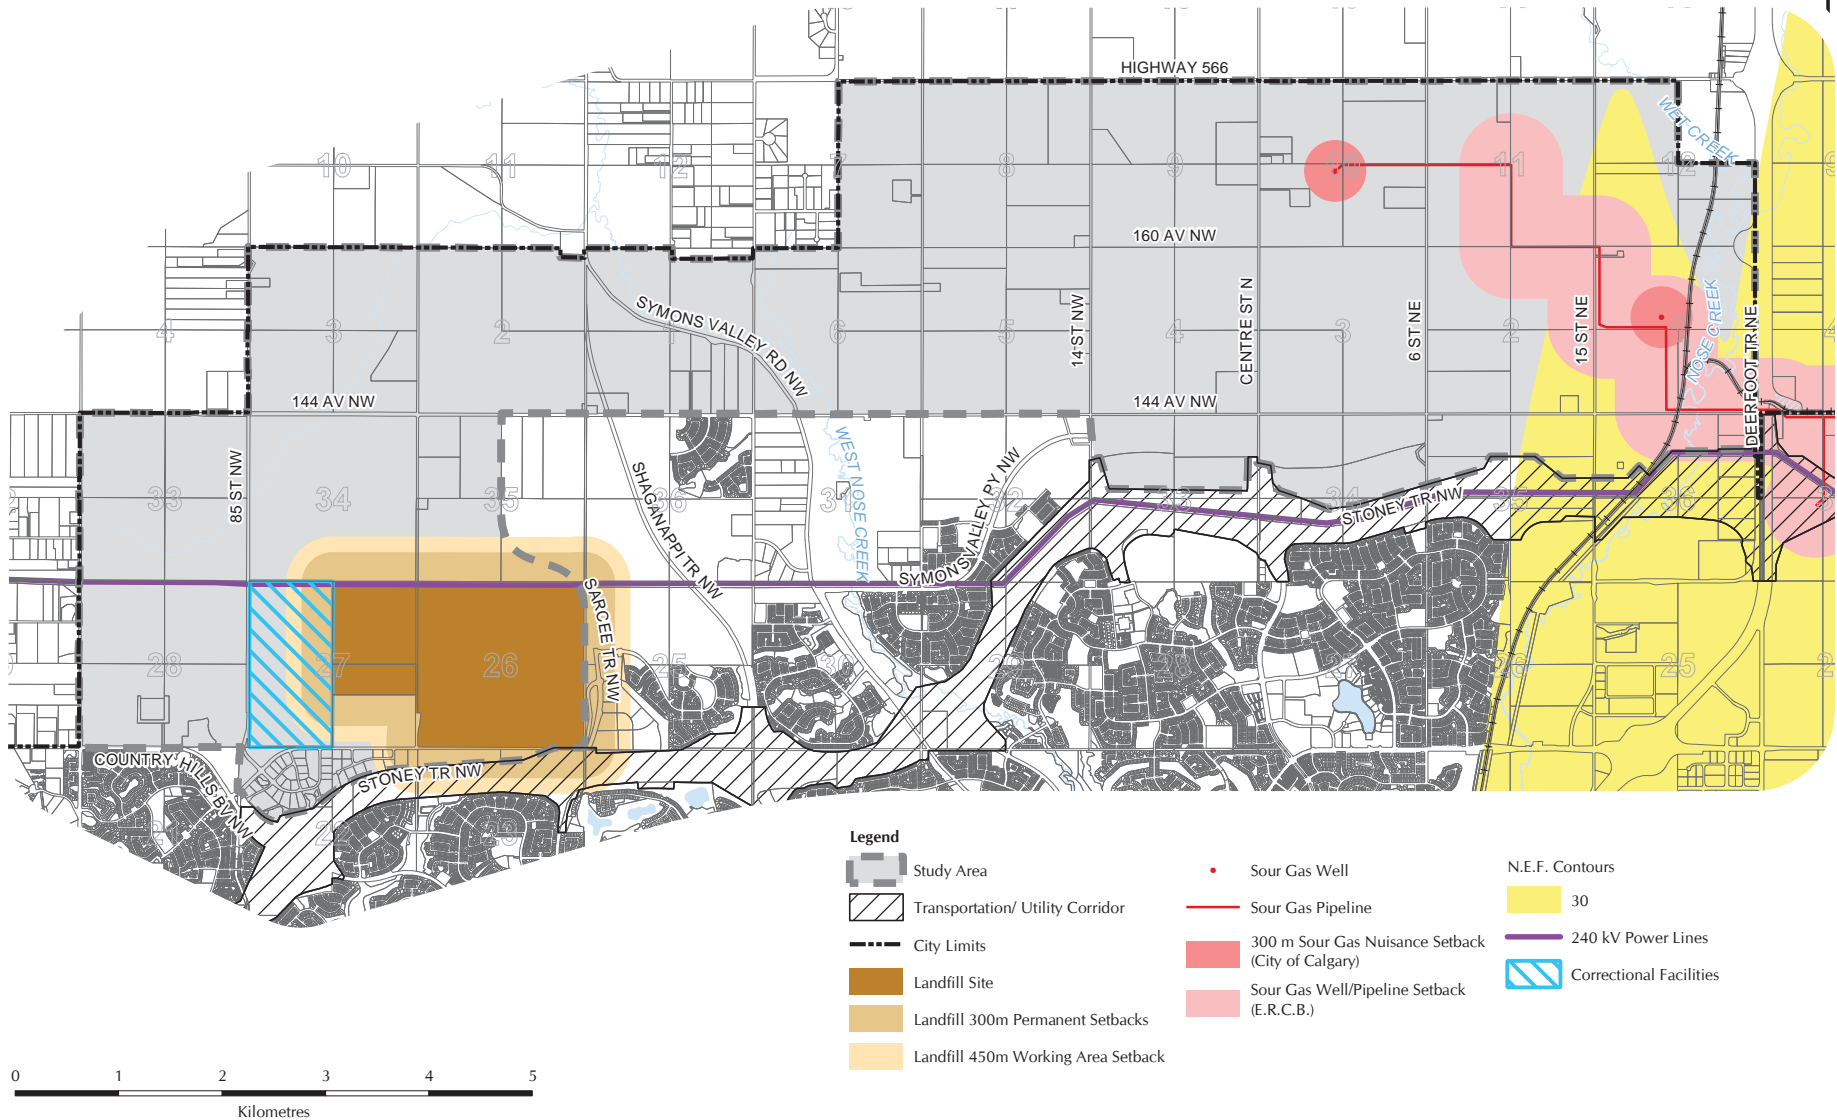 HIGHWAY 566
WET CREEK
10
11
12
7
8
9
10
11
12
160 AV NW
4
3
2
6
5
4
3
2
SYMONS VALLEY RD NW
14 ST NW
CENTRE ST N
6 ST NE
15 ST NE
NOSE CREEK
DEERFOOT TR NE
144 AV NW
144 AV NW
85 ST NW
33
34
35
36
31
32
33
34
35
36
SHAGANAPPI TR NW
WEST NOSE CREEK
SYMONS VALLEY PY NW
STONEY TR NW
SARCEE TR NW
28
27
26
25
30
29
28
26
25
COUNTRY HILLS BV NW
STONEY TR NW
21
22
23
Legend
Study Area
Transportation/ Utility Corridor
City Limits
Landfill Site
Landfill 300m Permanent Setbacks
Landfill 450m Working Area Setback
Sour Gas Well
Sour Gas Pipeline
300 m Sour Gas Nuisance Setback
(City of Calgary)
Sour Gas Well/Pipeline Setback
(E.R.C.B.)
N.E.F. Contours
30
240 kV Power Lines
Correctional Facilities
0 1 2 3 4 5
Kilometres